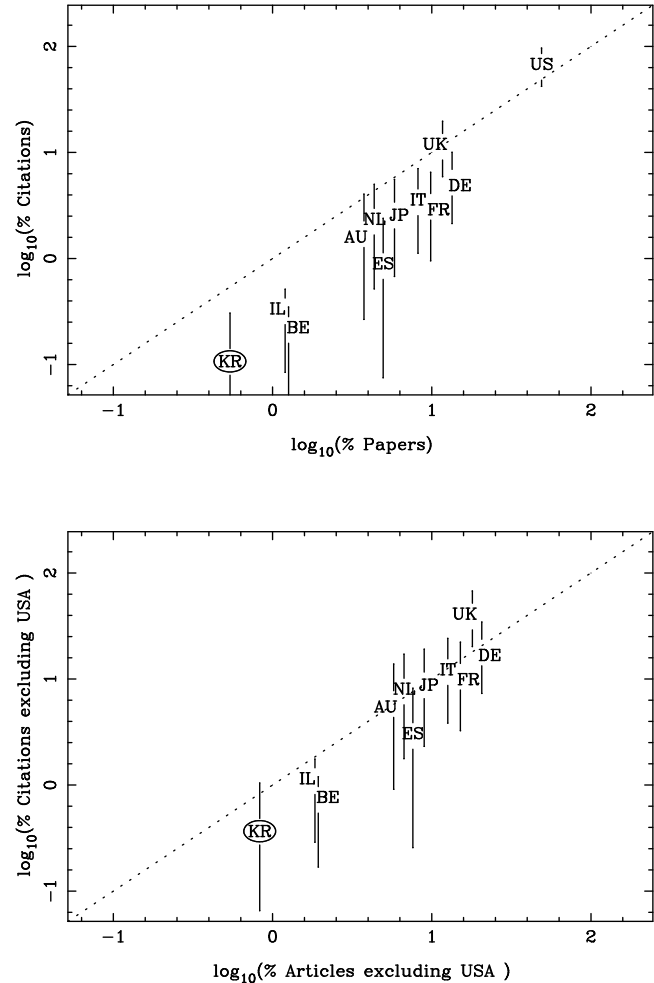 2
US
UK
1
DE
IT
NL
JP
FR
AU
ES
0
IL
BE
KR
−1
−1 0 1 2
log10(% Citations)
log10(% Papers)
2
UK
DE
IT
1
NL
JP
FR
AU
ES
IL
0
BE
KR
−1
−1 0 1 2
log10(% Citations excluding USA )
log10(% Articles excluding USA )